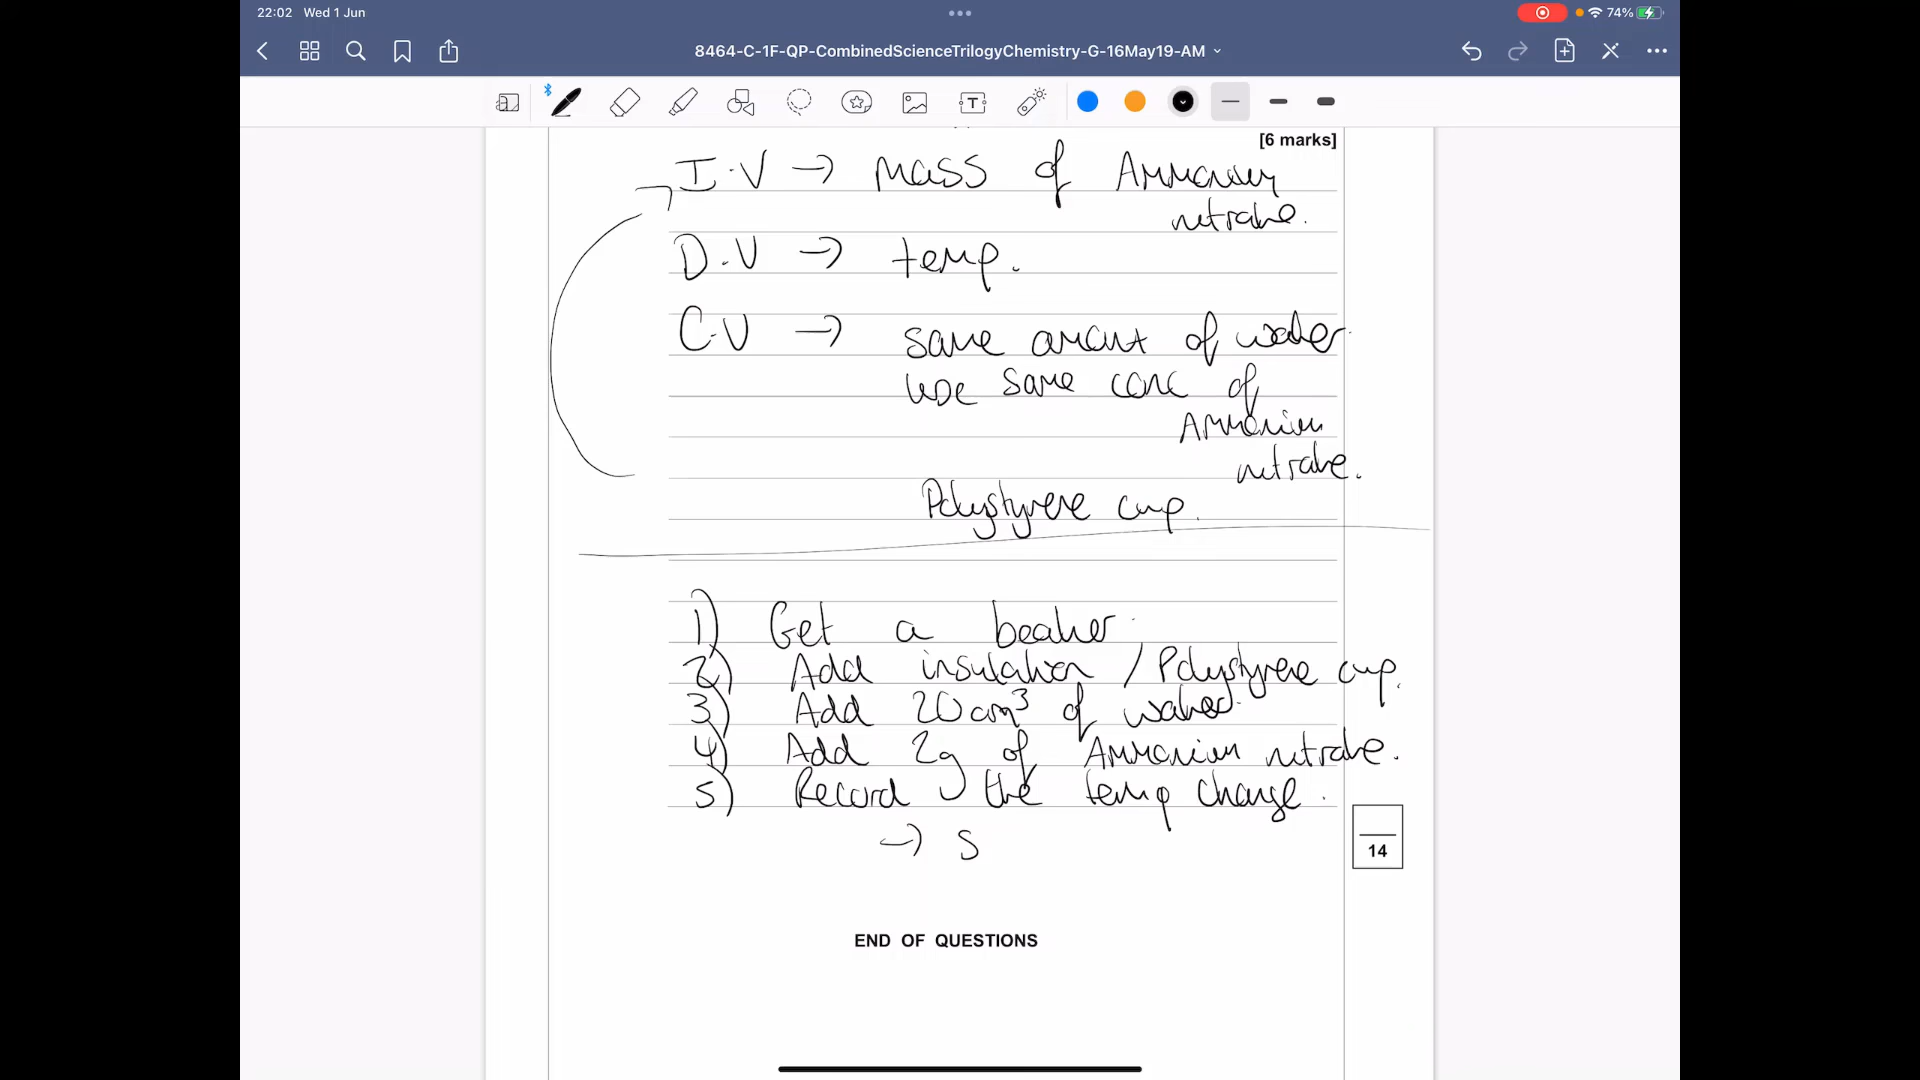 22:02 Wed 1 Jun
74%
8464-C-1F-QP-CombinedScienceTrilogyChemistry-G-16May19-AM
[6 marks]
I.V → mass of Ammonium
nitrate.
D.V → temp.
C.V → same amount of water.
use same conc of
Ammonium
nitrate.
Polystyrene cup.
1) Get a beaker.
2) Add insulation / Polystyrene cup.
3) Add 20cm³ of water.
4) Add 2g of Ammonium nitrate.
5) Record the temp change.
→ S
14
END OF QUESTIONS